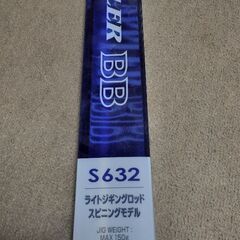 LER BB
S632
ライトジギングロッド
スピニングモデル
JIG WEIGHT :
MAX 150g